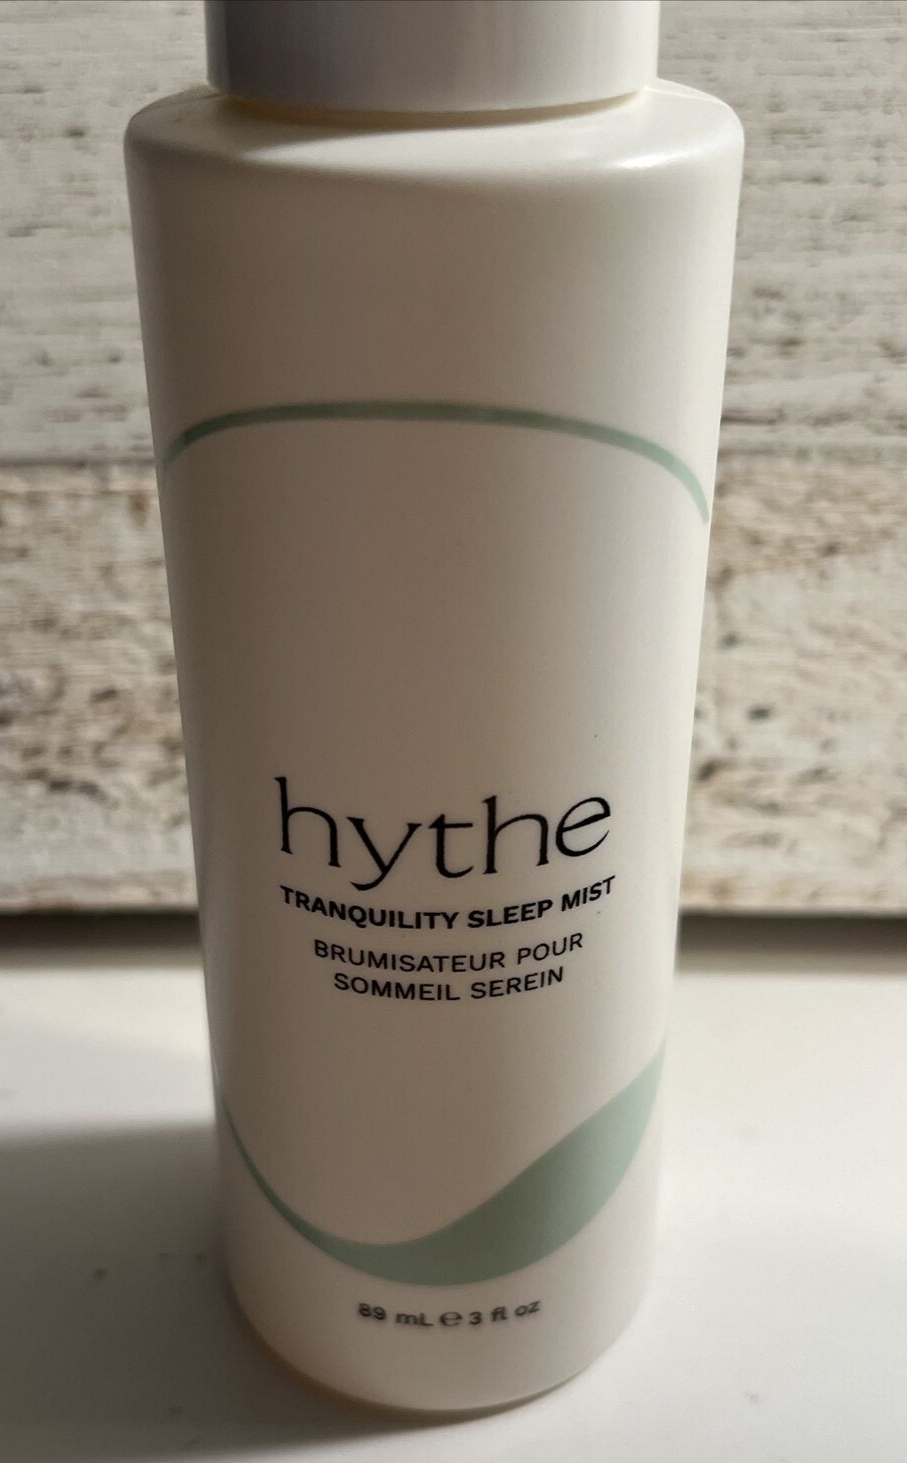 hythe
TRANQUILITY SLEEP MIST
BRUMISATEUR POUR
SOMMEIL SEREIN
89 mL ℮ 3 fl oz